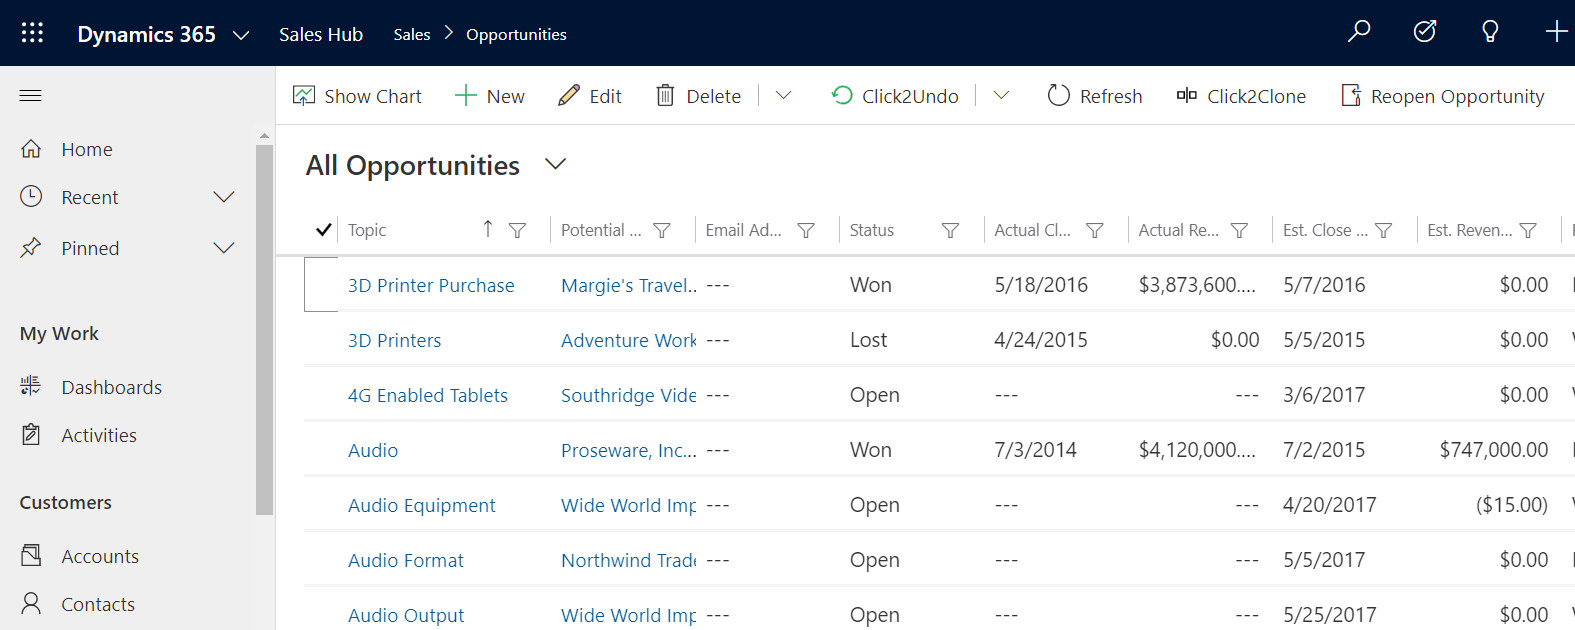 Dynamics 365 Sales Hub Sales > Opportunities
Show Chart New Edit Delete Click2Undo Refresh Click2Clone Reopen Opportunity
Home
Recent
Pinned
My Work
Dashboards
Activities
Customers
Accounts
Contacts
All Opportunities
Topic Potential ... Email Ad... Status Actual Cl... Actual Re... Est. Close ... Est. Reven...
3D Printer Purchase Margie's Travel.. --- Won 5/18/2016 $3,873,600.... 5/7/2016 $0.00
3D Printers Adventure Work --- Lost 4/24/2015 $0.00 5/5/2015 $0.00
4G Enabled Tablets Southridge Vide --- Open --- --- 3/6/2017 $0.00
Audio Proseware, Inc... --- Won 7/3/2014 $4,120,000.... 7/2/2015 $747,000.00
Audio Equipment Wide World Imp --- Open --- --- 4/20/2017 ($15.00)
Audio Format Northwind Trade --- Open --- --- 5/5/2017 $0.00
Audio Output Wide World Imp --- Open --- --- 5/25/2017 $0.00